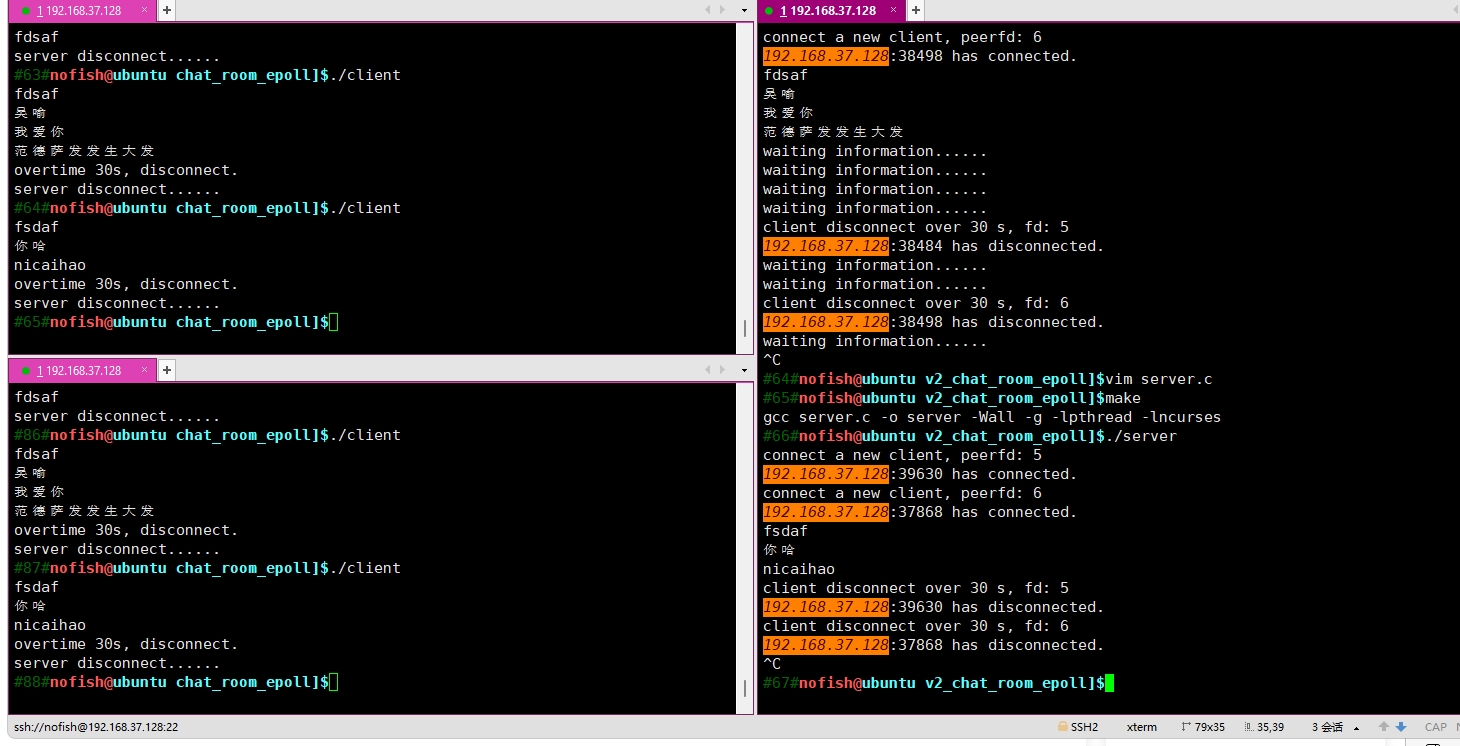 1 192.168.37.128 × +
fdsaf
server disconnect......
#63#nofish@ubuntu chat_room_epoll]$./client
fdsaf
吴喻
我爱你
范德萨发发生大发
overtime 30s, disconnect.
server disconnect......
#64#nofish@ubuntu chat_room_epoll]$./client
fsdaf
你哈
nicaihao
overtime 30s, disconnect.
server disconnect......
#65#nofish@ubuntu chat_room_epoll]$
1 192.168.37.128 × +
fdsaf
server disconnect......
#86#nofish@ubuntu chat_room_epoll]$./client
fdsaf
吴喻
我爱你
范德萨发发生大发
overtime 30s, disconnect.
server disconnect......
#87#nofish@ubuntu chat_room_epoll]$./client
fsdaf
你哈
nicaihao
overtime 30s, disconnect.
server disconnect......
#88#nofish@ubuntu chat_room_epoll]$
1 192.168.37.128 × +
connect a new client, peerfd: 6
192.168.37.128:38498 has connected.
fdsaf
吴喻
我爱你
范德萨发发生大发
waiting information......
waiting information......
waiting information......
waiting information......
client disconnect over 30 s, fd: 5
192.168.37.128:38484 has disconnected.
waiting information......
waiting information......
client disconnect over 30 s, fd: 6
192.168.37.128:38498 has disconnected.
waiting information......
^C
#64#nofish@ubuntu v2_chat_room_epoll]$vim server.c
#65#nofish@ubuntu v2_chat_room_epoll]$make
gcc server.c -o server -Wall -g -lpthread -lncurses
#66#nofish@ubuntu v2_chat_room_epoll]$./server
connect a new client, peerfd: 5
192.168.37.128:39630 has connected.
connect a new client, peerfd: 6
192.168.37.128:37868 has connected.
fsdaf
你哈
nicaihao
client disconnect over 30 s, fd: 5
192.168.37.128:39630 has disconnected.
client disconnect over 30 s, fd: 6
192.168.37.128:37868 has disconnected.
^C
#67#nofish@ubuntu v2_chat_room_epoll]$
ssh://nofish@192.168.37.128:22 SSH2 xterm 79x35 35,39 3 会话 CAP